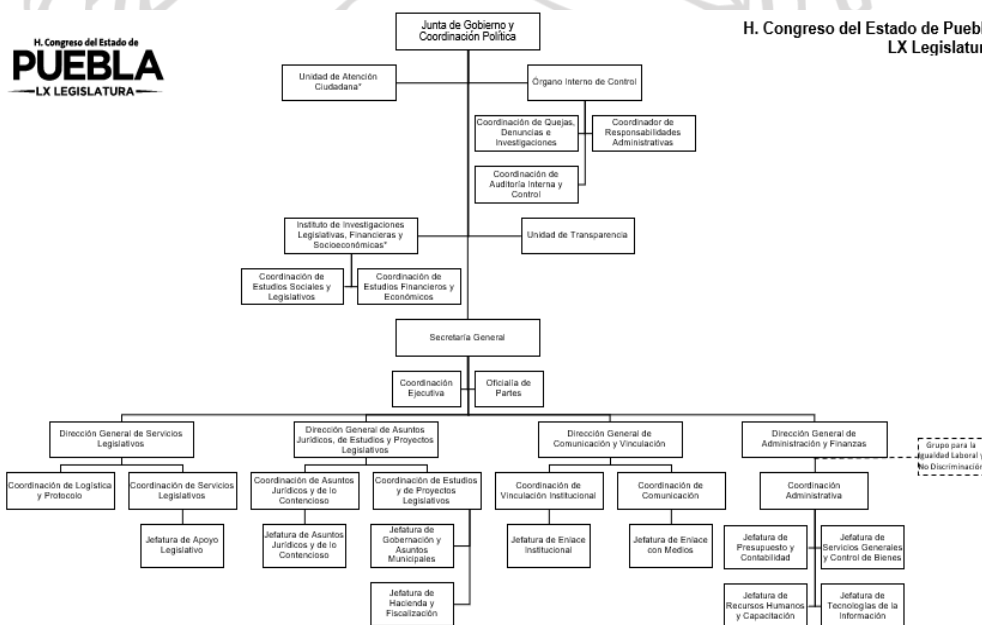 H. Congreso del Estado de
PUEBLA
LX LEGISLATURA
H. Congreso del Estado de Puebl
LX Legislatur
Junta de Gobierno y
Coordinación Política
Unidad de Atención
Ciudadana*
Órgano Interno de Control
Coordinación de Quejas,
Denuncias e
Investigaciones
Coordinador de
Responsabilidades
Administrativas
Coordinación de
Auditoría Interna y
Control
Instituto de Investigaciones
Legislativas, Financieras y
Socioeconómicas*
Unidad de Transparencia
Coordinación de
Estudios Sociales y
Legislativos
Coordinación de
Estudios Financieros y
Económicos
Secretaría General
Coordinación
Ejecutiva
Oficialía de
Partes
Dirección General de Servicios
Legislativos
Dirección General de Asuntos
Jurídicos, de Estudios y Proyectos
Legislativos
Dirección General de
Comunicación y Vinculación
Dirección General de
Administración y Finanzas
Grupo para la
Igualdad Laboral y
No Discriminación
Coordinación de Logística
y Protocolo
Coordinación de Servicios
Legislativos
Coordinación de Asuntos
Jurídicos y de lo
Contencioso
Coordinación de Estudios
y de Proyectos
Legislativos
Coordinación de
Vinculación Institucional
Coordinación de
Comunicación
Coordinación
Administrativa
Jefatura de Apoyo
Legislativo
Jefatura de Asuntos
Jurídicos y de lo
Contencioso
Jefatura de
Gobernación y
Asuntos
Municipales
Jefatura de Enlace
Institucional
Jefatura de Enlace
con Medios
Jefatura de
Presupuesto y
Contabilidad
Jefatura de
Servicios Generales
y Control de Bienes
Jefatura de
Hacienda y
Fiscalización
Jefatura de
Recursos Humanos
y Capacitación
Jefatura de
Tecnologías de la
Información